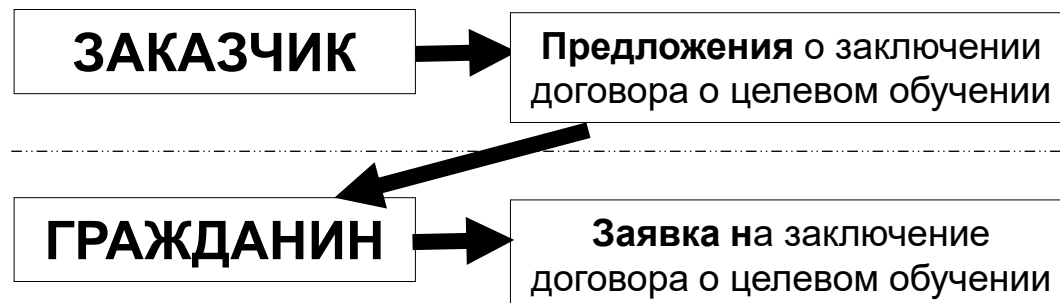 ЗАКАЗЧИК
Предложения о заключении
договора о целевом обучении
ГРАЖДАНИН
Заявка на заключение
договора о целевом обучении